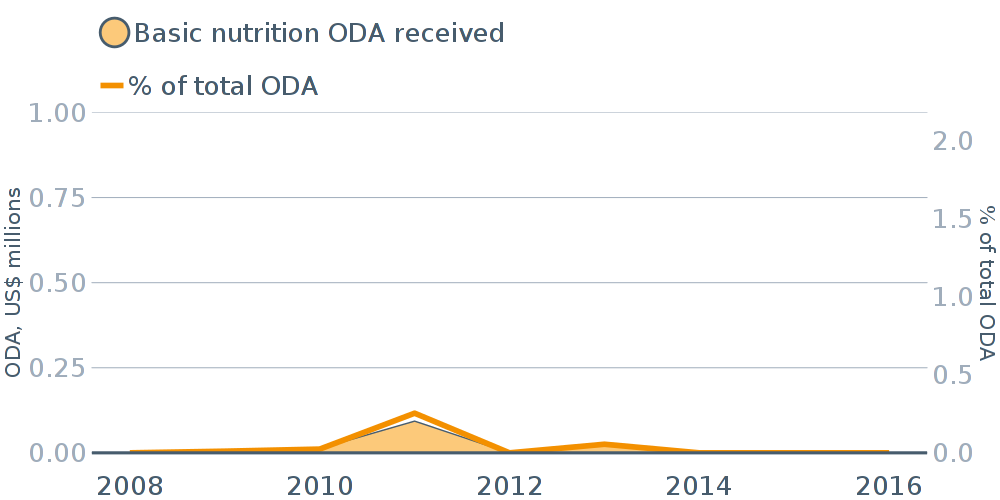 Basic nutrition ODA received
% of total ODA
1.00
0.75
0.50
0.25
0.00
ODA, US$ millions
2.0
1.5
1.0
0.5
0.0
% of total ODA
2008 2010 2012 2014 2016